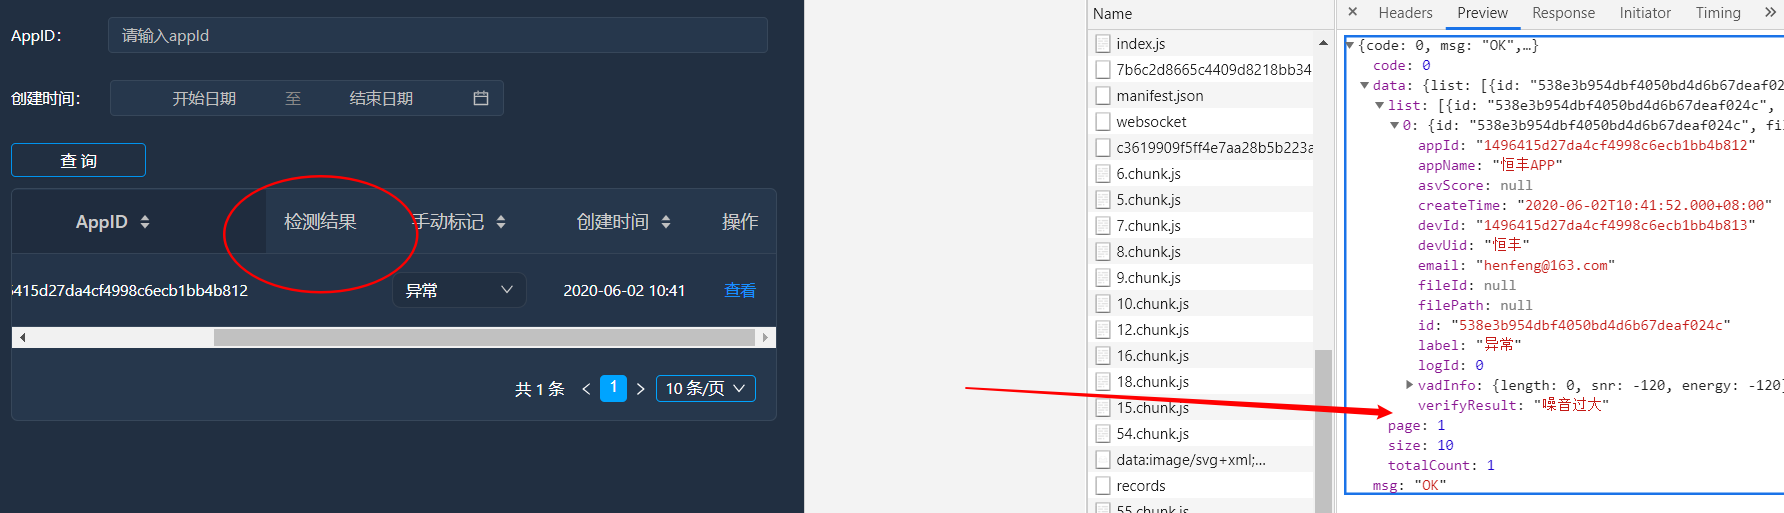 AppID：
请输入appId
创建时间：
开始日期 至 结束日期
查 询
AppID 检测结果 手动标记 创建时间 操作
415d27da4cf4998c6ecb1bb4b812 异常 2020-06-02 10:41 查看
共 1 条 < 1 > 10 条/页
Name
index.js
7b6c2d8665c4409d8218bb34
manifest.json
websocket
c3619909f5ff4e7aa28b5b223a
6.chunk.js
5.chunk.js
7.chunk.js
8.chunk.js
9.chunk.js
10.chunk.js
12.chunk.js
16.chunk.js
18.chunk.js
15.chunk.js
54.chunk.js
data:image/svg+xml;...
records
55.chunk.js
× Headers Preview Response Initiator Timing »
{code: 0, msg: "OK",…}
code: 0
data: {list: [{id: "538e3b954dbf4050bd4d6b67deaf02
list: [{id: "538e3b954dbf4050bd4d6b67deaf024c",
0: {id: "538e3b954dbf4050bd4d6b67deaf024c", fi
appId: "1496415d27da4cf4998c6ecb1bb4b812"
appName: "恒丰APP"
asvScore: null
createTime: "2020-06-02T10:41:52.000+08:00"
devId: "1496415d27da4cf4998c6ecb1bb4b813"
devUid: "恒丰"
email: "henfeng@163.com"
fileId: null
filePath: null
id: "538e3b954dbf4050bd4d6b67deaf024c"
label: "异常"
logId: 0
vadInfo: {length: 0, snr: -120, energy: -120
verifyResult: "噪音过大"
page: 1
size: 10
totalCount: 1
msg: "OK"